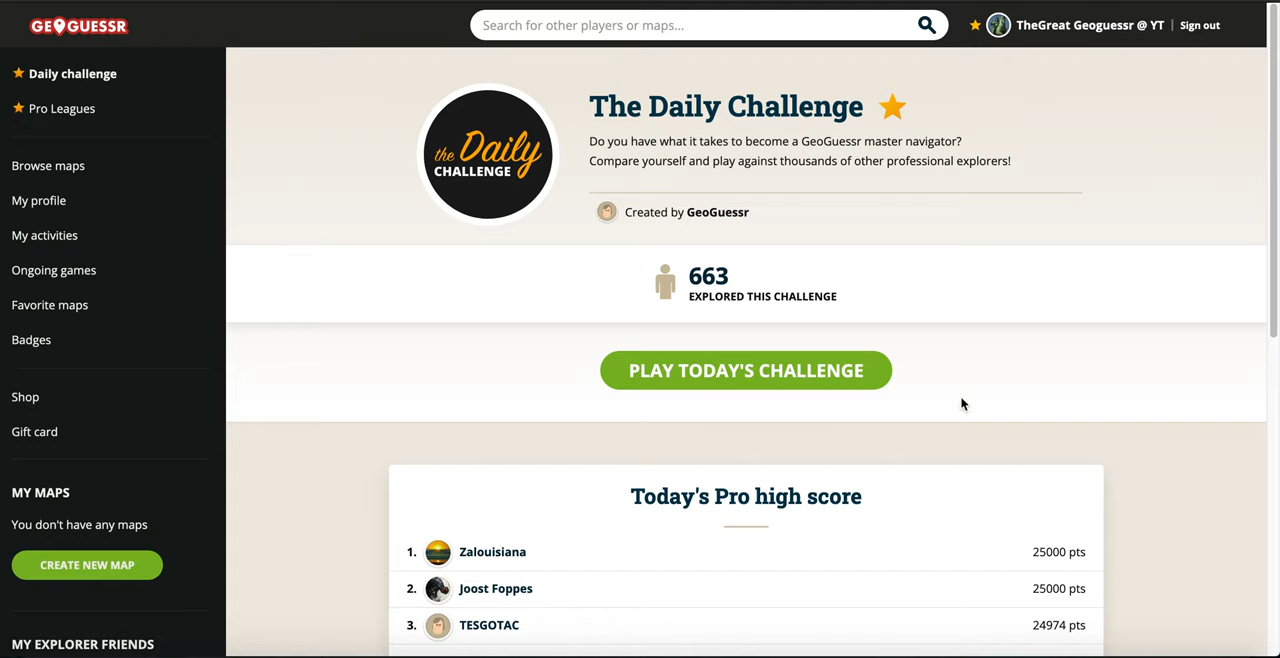 GEOGUESSR
Search for other players or maps...
TheGreat Geoguessr @ YT | Sign out
Daily challenge
Pro Leagues
Browse maps
My profile
My activities
Ongoing games
Favorite maps
Badges
Shop
Gift card
MY MAPS
You don't have any maps
CREATE NEW MAP
MY EXPLORER FRIENDS
the Daily
CHALLENGE
The Daily Challenge
Do you have what it takes to become a GeoGuessr master navigator?
Compare yourself and play against thousands of other professional explorers!
Created by GeoGuessr
663
EXPLORED THIS CHALLENGE
PLAY TODAY'S CHALLENGE
Today's Pro high score
1. Zalouisiana 25000 pts
2. Joost Foppes 25000 pts
3. TESGOTAC 24974 pts